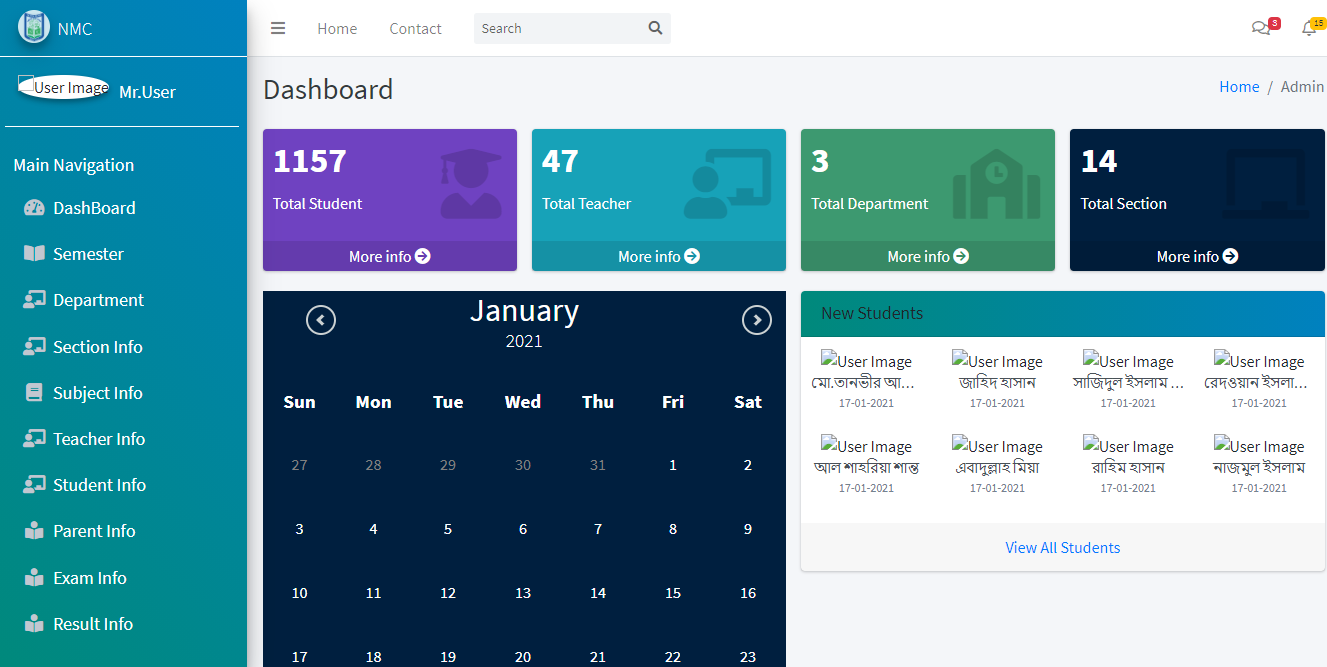 NMC
Home
Contact
Search
3
15
User Image
Mr.User
Main Navigation
DashBoard
Semester
Department
Section Info
Subject Info
Teacher Info
Student Info
Parent Info
Exam Info
Result Info
Dashboard
Home / Admin
1157
Total Student
More info
47
Total Teacher
More info
3
Total Department
More info
14
Total Section
More info
January
2021
Sun Mon Tue Wed Thu Fri Sat
27 28 29 30 31 1 2
3 4 5 6 7 8 9
10 11 12 13 14 15 16
17 18 19 20 21 22 23
New Students
User Image User Image User Image User Image
মো.তানভীর আ... জাহিদ হাসান সাজিদুল ইসলাম ... রেদওয়ান ইসলা...
17-01-2021 17-01-2021 17-01-2021 17-01-2021
User Image User Image User Image User Image
আল শাহরিয়া শান্ত এবাদুল্লাহ মিয়া রাহিম হাসান নাজমুল ইসলাম
17-01-2021 17-01-2021 17-01-2021 17-01-2021
View All Students